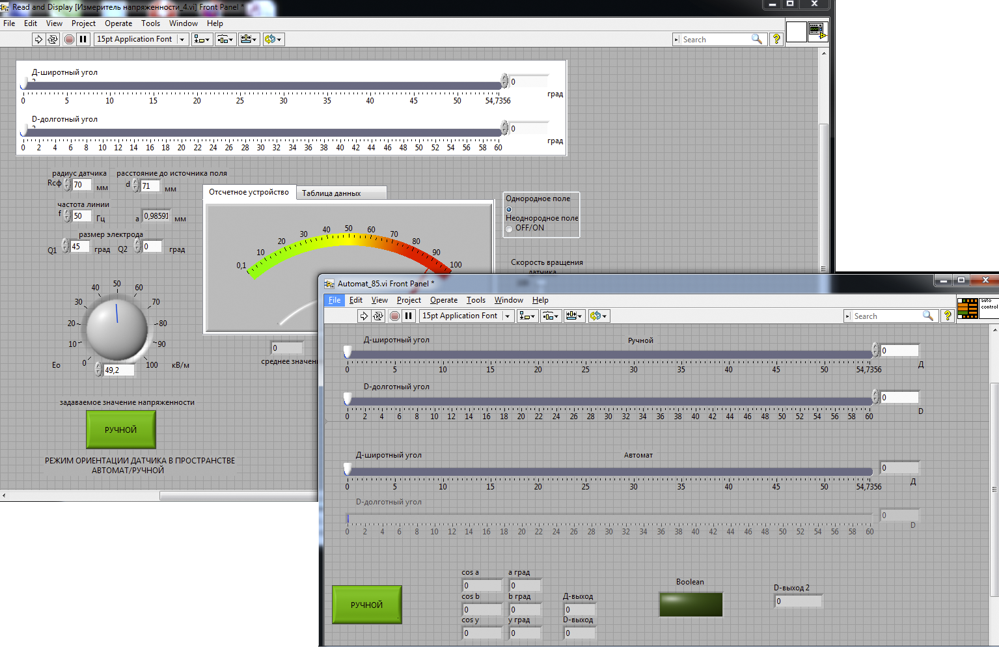 Read and Display [Измеритель напряженности_4.vi] Front Panel *
File Edit View Project Operate Tools Window Help
15pt Application Font
Search
Д-широтный угол
0
0 5 10 15 20 25 30 35 40 45 50 54,7356
град
D-долготный угол
0
град
0 2 4 6 8 10 12 14 16 18 20 22 24 26 28 30 32 34 36 38 40 42 44 46 48 50 52 54 56 58 60
радиус датчика расстояние до источника поля
Rсф 70 мм d 71 мм
частота линии
f 50 Гц a 0,98591 мм
размер электрода
Q1 45 град Q2 0 град
Отсчетное устройство Таблица данных
0,1 10 20 30 40 50 60 70 80 90 100
Однородное поле
Неоднородное поле
OFF/ON
Скорость вращения
датчика
0 10 20 30 40 50 60 70 80 90 100
Eo 49,2 кВ/м
0
среднее значени
задаваемое значение напряженности
РУЧНОЙ
РЕЖИМ ОРИЕНТАЦИИ ДАТЧИКА В ПРОСТРАНСТВЕ
АВТОМАТ/РУЧНОЙ
Automat_85.vi Front Panel *
File Edit View Project Operate Tools Window Help
15pt Application Font
Search
auto
control
Д-широтный угол Ручной
0
0 5 10 15 20 25 30 35 40 45 50 54,7356
Д
D-долготный угол
0
D
0 2 4 6 8 10 12 14 16 18 20 22 24 26 28 30 32 34 36 38 40 42 44 46 48 50 52 54 56 58 60
Д-широтный угол Автомат
0
Д
0 5 10 15 20 25 30 35 40 45 50 54,7356
D-долготный угол
0
D
0 2 4 6 8 10 12 14 16 18 20 22 24 26 28 30 32 34 36 38 40 42 44 46 48 50 52 54 56 58 60
РУЧНОЙ
cos a a град
0 0
cos b b град Д-выход
0 0 0
cos y y град D-выход
0 0 0
Boolean
D-выход 2
0